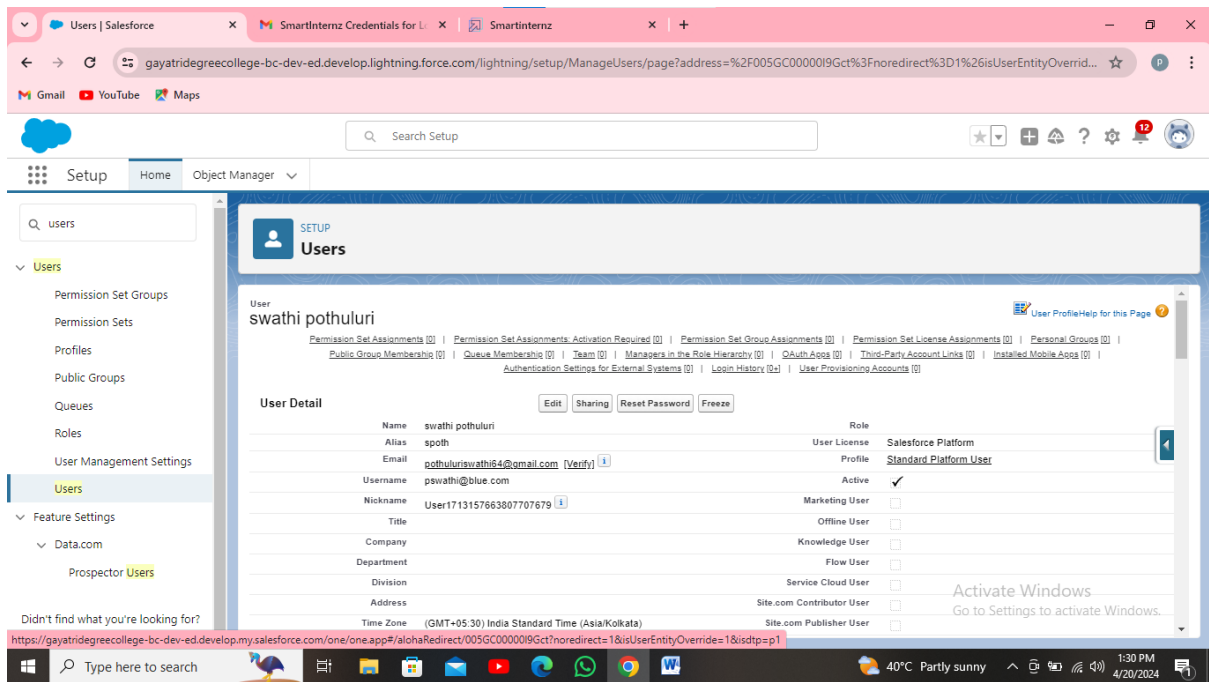 Users | Salesforce
SmartInternz Credentials for Lo
Smartinternz
gayatridegreecollege-bc-dev-ed.develop.lightning.force.com/lightning/setup/ManageUsers/page?address=%2F005GC00000I9Gct%3Fnoredirect%3D1%26isUserEntityOverrid...
P
Gmail YouTube Maps
Search Setup
12
Setup Home Object Manager
users
Users
Permission Set Groups
Permission Sets
Profiles
Public Groups
Queues
Roles
User Management Settings
Users
Feature Settings
Data.com
Prospector Users
Didn't find what you're looking for?
SETUP
Users
User
swathi pothuluri
User Profile Help for this Page
Permission Set Assignments [0] | Permission Set Assignments: Activation Required [0] | Permission Set Group Assignments [0] | Permission Set License Assignments [0] | Personal Groups [0] |
Public Group Membership [0] | Queue Membership [0] | Team [0] | Managers in the Role Hierarchy [0] | OAuth Apps [0] | Third-Party Account Links [0] | Installed Mobile Apps [0] |
Authentication Settings for External Systems [0] | Login History [0+] | User Provisioning Accounts [0]
User Detail Edit Sharing Reset Password Freeze
Name swathi pothuluri Role
Alias spoth User License Salesforce Platform
Email pothuluriswathi64@gmail.com [Verify] i Profile Standard Platform User
Username pswathi@blue.com Active ✓
Nickname User1713157663807707679 i Marketing User
Title Offline User
Company Knowledge User
Department Flow User
Division Service Cloud User
Address Site.com Contributor User
Time Zone (GMT+05:30) India Standard Time (Asia/Kolkata) Site.com Publisher User
Activate Windows
Go to Settings to activate Windows.
https://gayatridegreecollege-bc-dev-ed.develop.my.salesforce.com/one/one.app#/alohaRedirect/005GC00000I9Gct?noredirect=1&isUserEntityOverride=1&isdtp=p1
Type here to search
40°C Partly sunny
1:30 PM
4/20/2024